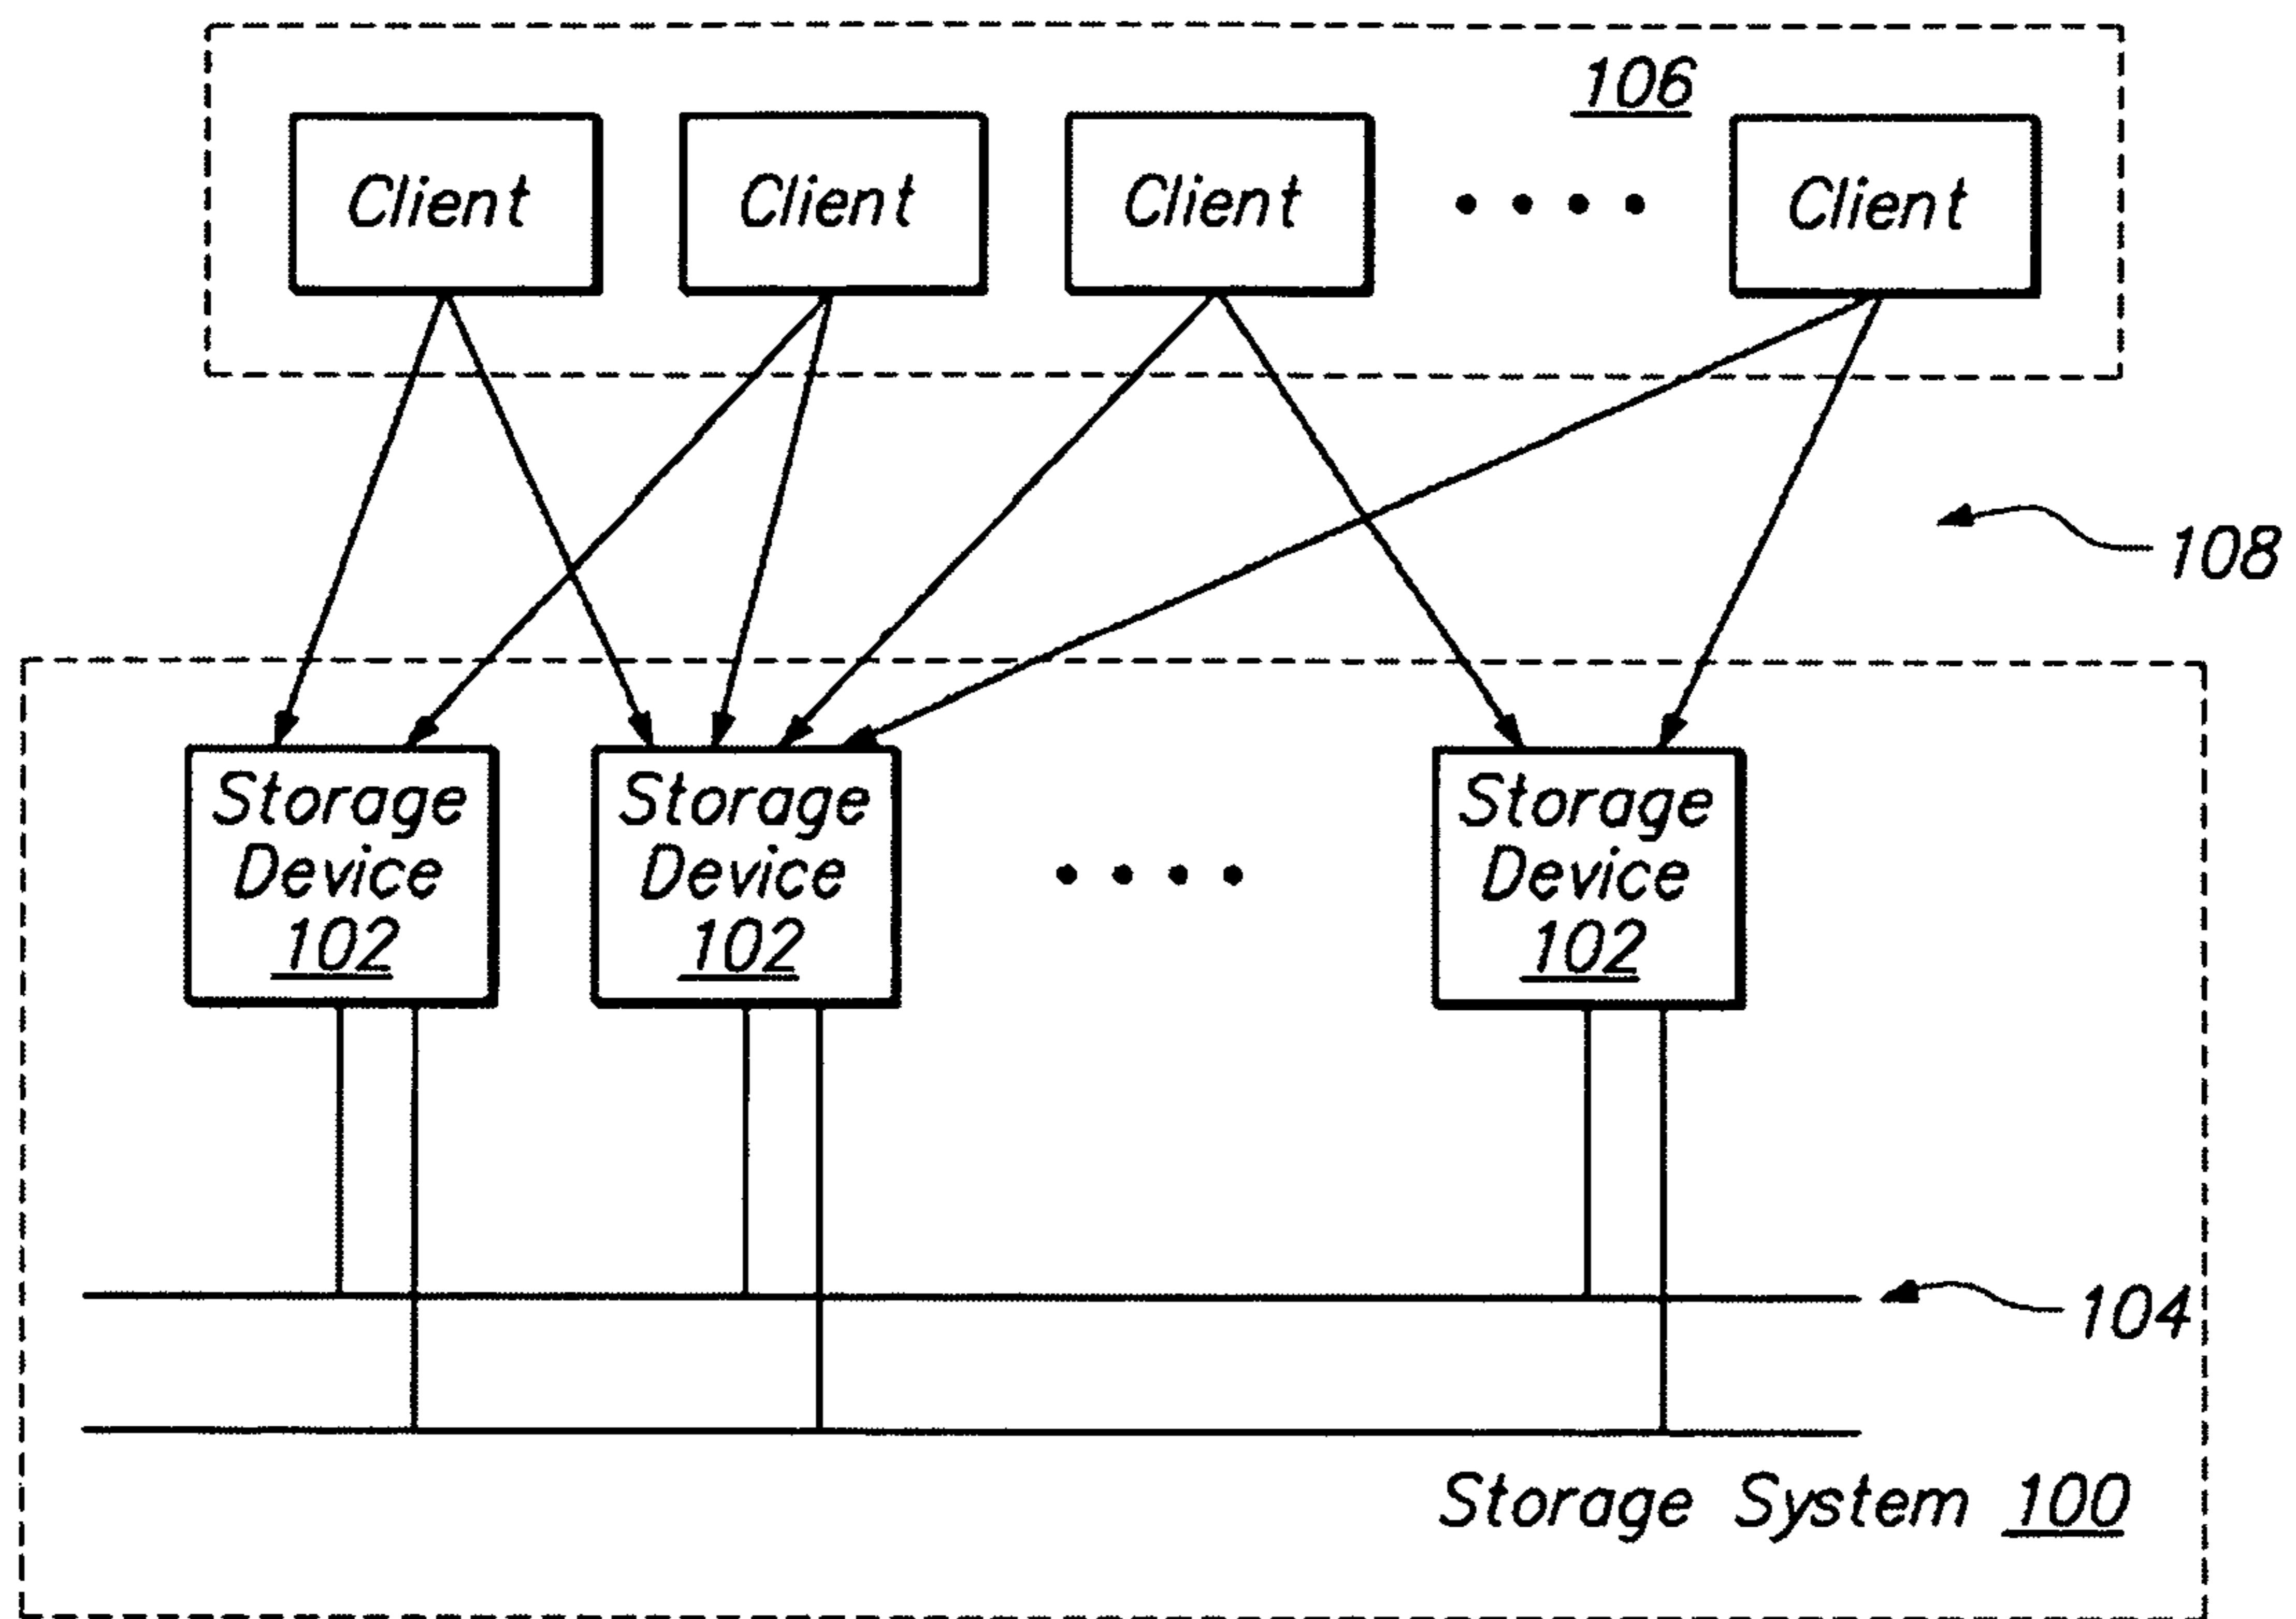 106
Client Client Client Client
108
Storage Storage Storage
Device Device Device
102 102 102
104
Storage System 100